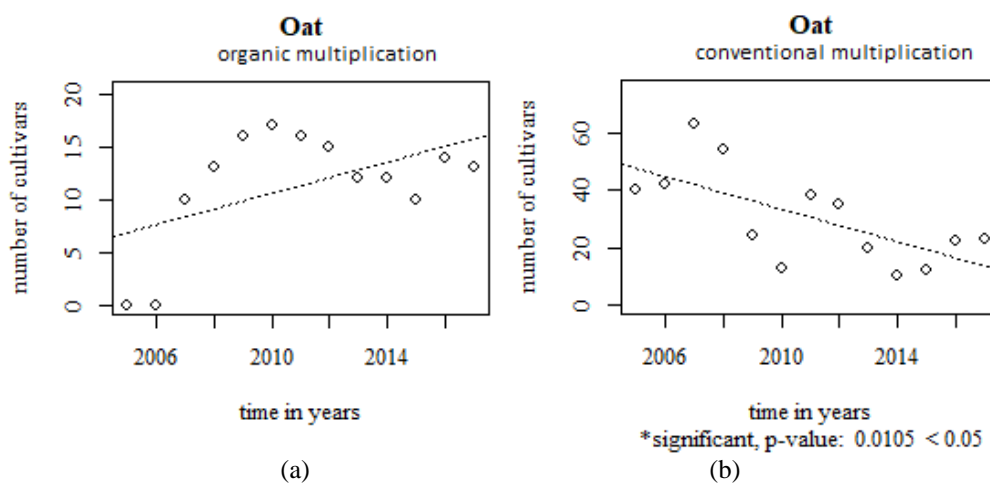 Oat
organic multiplication
number of cultivars
20
15
10
5
0
2006 2010 2014
time in years
(a)
Oat
conventional multiplication
number of cultivars
60
40
20
0
2006 2010 2014
time in years
*significant, p-value: 0.0105 < 0.05
(b)